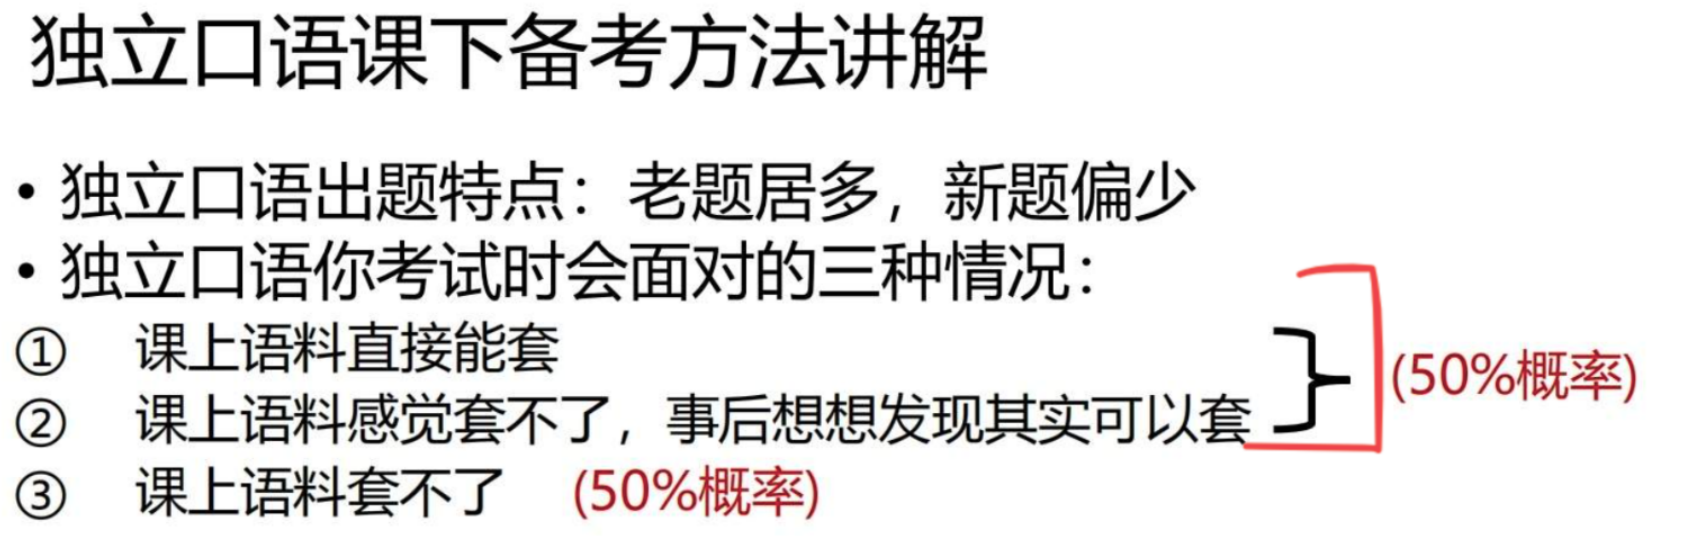 独立口语课下备考方法讲解
• 独立口语出题特点：老题居多，新题偏少
• 独立口语你考试时会面对的三种情况：
① 课上语料直接能套
② 课上语料感觉套不了，事后想想发现其实可以套 (50%概率)
③ 课上语料套不了 (50%概率)